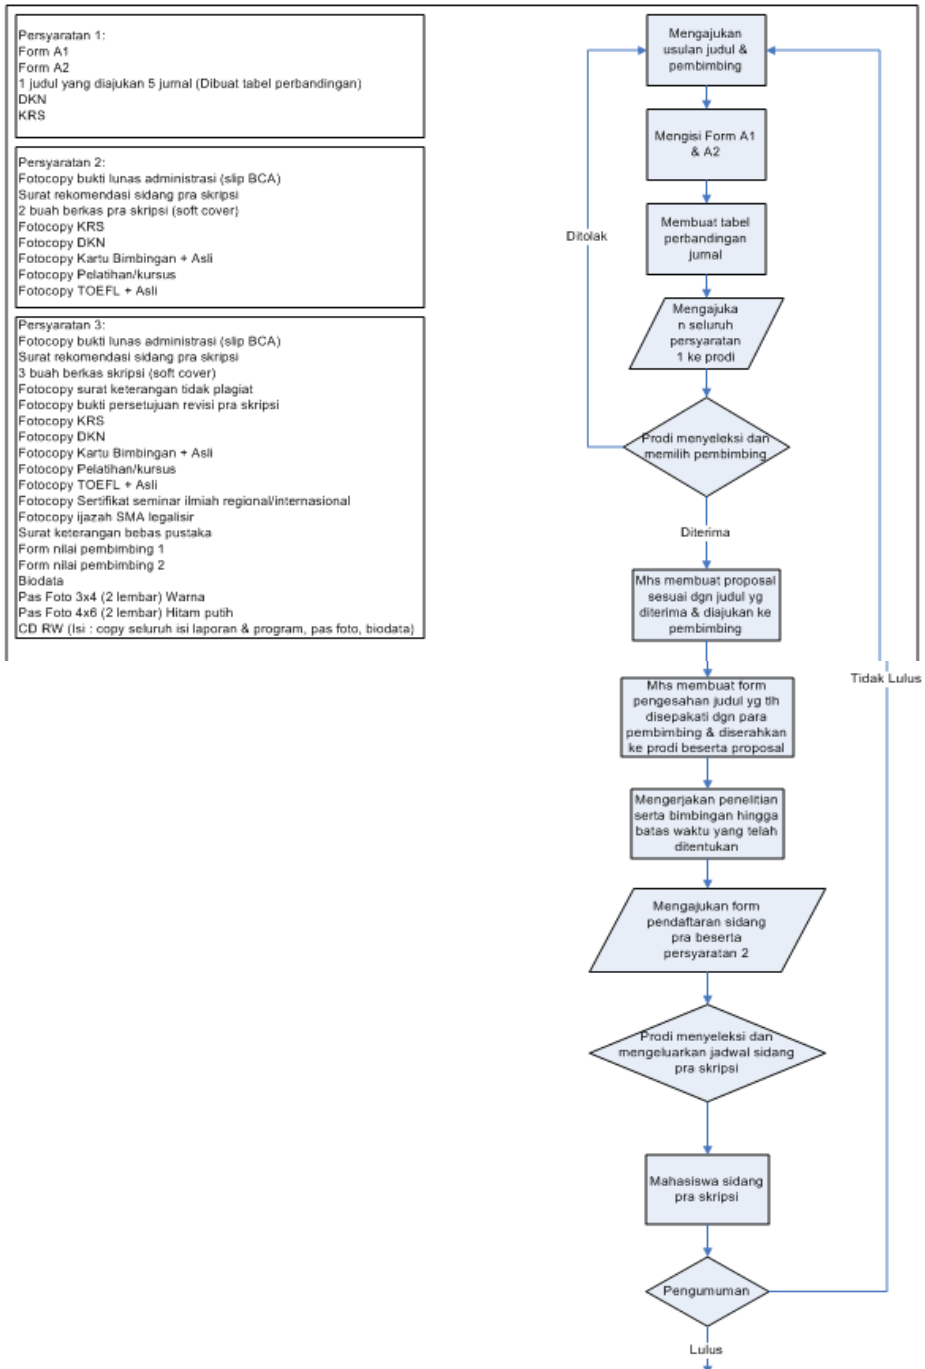 Persyaratan 1:
Form A1
Form A2
1 judul yang diajukan 5 jurnal (Dibuat tabel perbandingan)
DKN
KRS
Persyaratan 2:
Fotocopy bukti lunas administrasi (slip BCA)
Surat rekomendasi sidang pra skripsi
2 buah berkas pra skripsi (soft cover)
Fotocopy KRS
Fotocopy DKN
Fotocopy Kartu Bimbingan + Asli
Fotocopy Pelatihan/kursus
Fotocopy TOEFL + Asli
Persyaratan 3:
Fotocopy bukti lunas administrasi (slip BCA)
Surat rekomendasi sidang pra skripsi
3 buah berkas skripsi (soft cover)
Fotocopy surat keterangan tidak plagiat
Fotocopy bukti persetujuan revisi pra skripsi
Fotocopy KRS
Fotocopy DKN
Fotocopy Kartu Bimbingan + Asli
Fotocopy Pelatihan/kursus
Fotocopy TOEFL + Asli
Fotocopy Sertifikat seminar ilmiah regional/internasional
Fotocopy ijazah SMA legalisir
Surat keterangan bebas pustaka
Form nilai pembimbing 1
Form nilai pembimbing 2
Biodata
Pas Foto 3x4 (2 lembar) Warna
Pas Foto 4x6 (2 lembar) Hitam putih
CD RW (Isi : copy seluruh isi laporan & program, pas foto, biodata)
Mengajukan
usulan judul &
pembimbing
Mengisi Form A1
& A2
Membuat tabel
perbandingan
jurnal
Ditolak
Mengajuka
n seluruh
persyaratan
1 ke prodi
Prodi menyeleksi dan
memilih pembimbing
Diterima
Mhs membuat proposal
sesuai dgn judul yg
diterima & diajukan ke
pembimbing
Tidak Lulus
Mhs membuat form
pengesahan judul yg tlh
disepakati dgn para
pembimbing & diserahkan
ke prodi beserta proposal
Mengerjakan penelitian
serta bimbingan hingga
batas waktu yang telah
ditentukan
Mengajukan form
pendaftaran sidang
pra beserta
persyaratan 2
Prodi menyeleksi dan
mengeluarkan jadwal sidang
pra skripsi
Mahasiswa sidang
pra skripsi
Pengumuman
Lulus